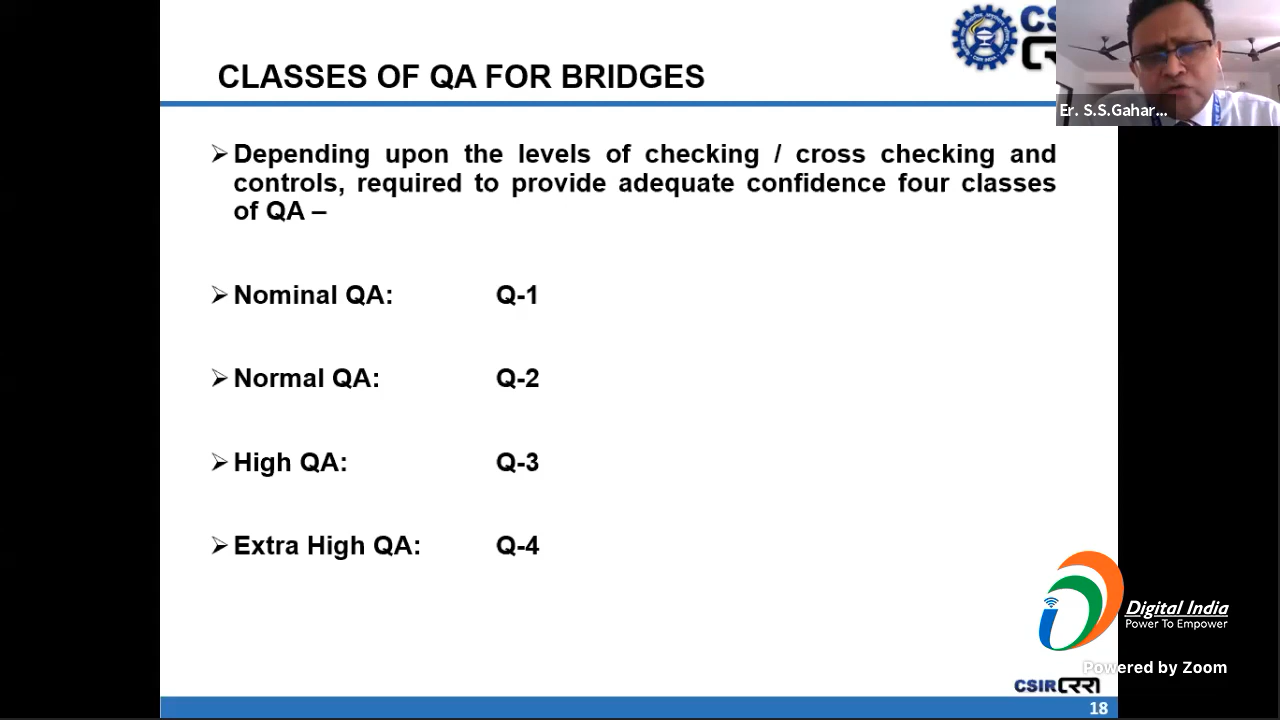 CLASSES OF QA FOR BRIDGES
Er. S.S.Gahar...
➢Depending upon the levels of checking / cross checking and
controls, required to provide adequate confidence four classes
of QA –
➢Nominal QA: Q-1
➢Normal QA: Q-2
➢High QA: Q-3
➢Extra High QA: Q-4
Digital India
Power To Empower
Powered by Zoom
CSIR CRRI
18